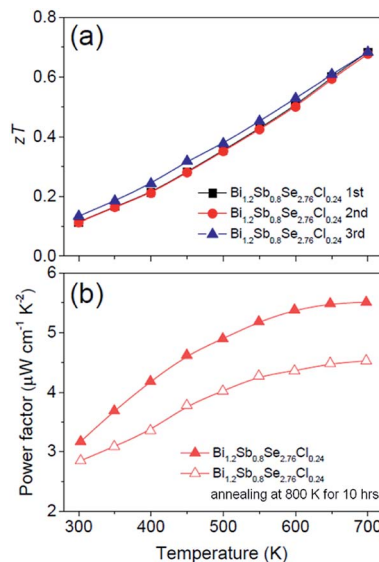 0.8
(a)
0.6
zT
0.4
0.2
0.0
Bi1.2Sb0.8Se2.76Cl0.24 1st
Bi1.2Sb0.8Se2.76Cl0.24 2nd
Bi1.2Sb0.8Se2.76Cl0.24 3rd
6
(b)
5
4
3
2
Power factor (μW cm-1 K-2)
Bi1.2Sb0.8Se2.76Cl0.24
Bi1.2Sb0.8Se2.76Cl0.24
annealing at 800 K for 10 hrs
300 400 500 600 700
Temperature (K)